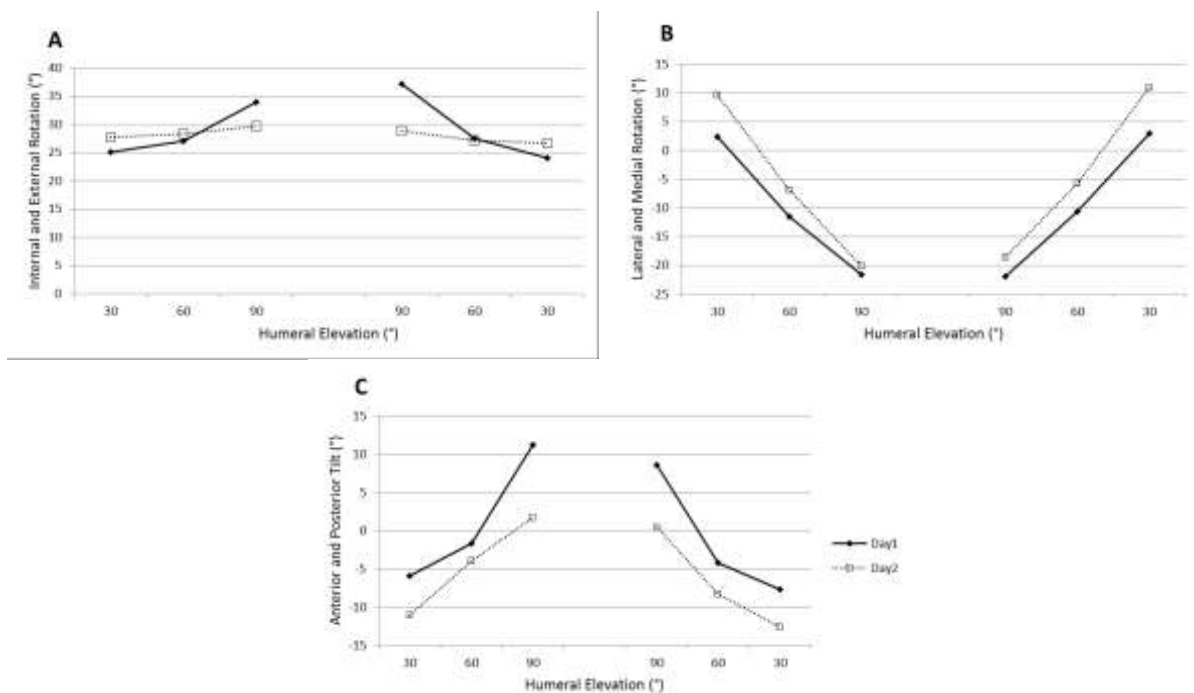 A
Internal and External Rotation (°)
40
35
30
25
20
15
10
5
0
30 60 90 90 60 30
Humeral Elevation (°)
B
Lateral and Medial Rotation (°)
15
10
5
0
-5
-10
-15
-20
-25
30 60 90 90 60 30
Humeral Elevation (°)
C
Anterior and Posterior Tilt (°)
15
10
5
0
-5
-10
-15
30 60 90 90 60 30
Humeral Elevation (°)
Day1
Day2